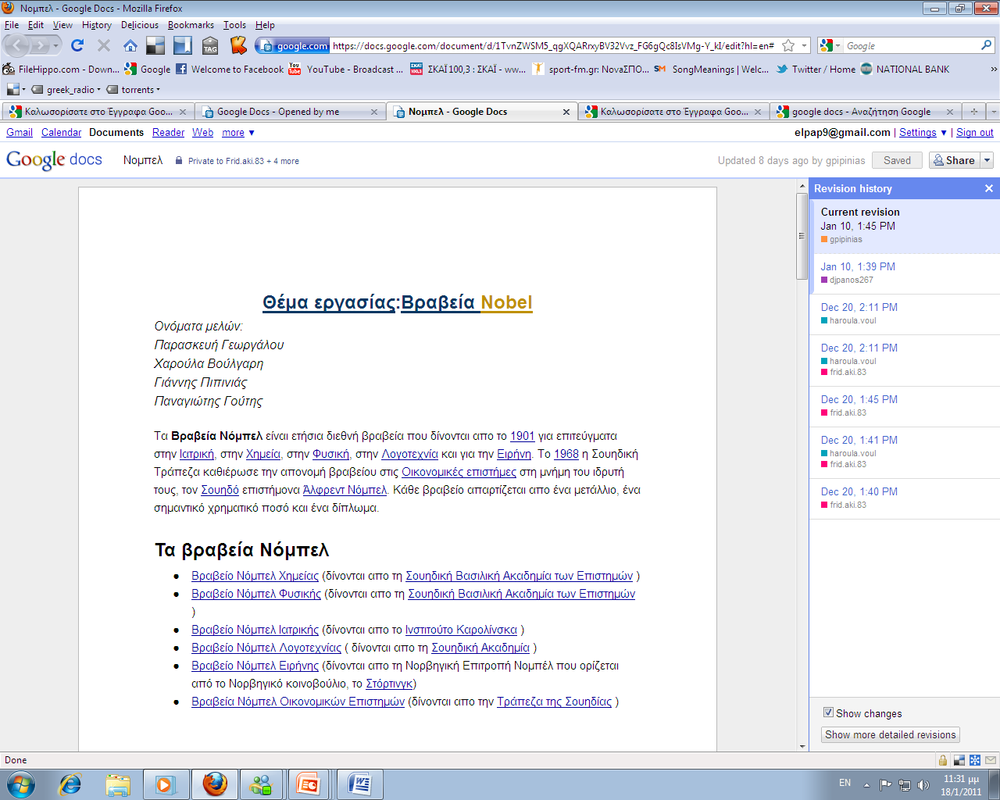 Νομπελ - Google Docs - Mozilla Firefox
File Edit View History Delicious Bookmarks Tools Help
TAG google.com https://docs.google.com/document/d/1TvnZWSM5_qgXQARrxyBV32Vvz_FG6gQc8IsVMg-Y_kI/edit?hl=en# Google
FileHippo.com - Down... Google Welcome to Facebook YouTube - Broadcast ... ΣΚΑΪ 100,3 : ΣΚΑΪ - ww... sport-fm.gr: NovaΣΠΟ... SongMeanings | Welc... Twitter / Home NATIONAL BANK »
greek_radio torrents
Καλωσορίσατε στο Έγγραφα Goo... Google Docs - Opened by me Νομπελ - Google Docs Καλωσορίσατε στο Έγγραφα Goo... google docs - Αναζήτηση Google
Gmail Calendar Documents Reader Web more ▼ elpap9@gmail.com | Settings ▼ | Sign out
Google docs Νομπελ Private to Frid.aki.83 + 4 more Updated 8 days ago by gpipinias Saved Share
Revision history
Current revision
Jan 10, 1:45 PM
gpipinias
Jan 10, 1:39 PM
djpanos267
Dec 20, 2:11 PM
haroula.voul
Dec 20, 2:11 PM
haroula.voul
frid.aki.83
Dec 20, 1:45 PM
frid.aki.83
Dec 20, 1:41 PM
haroula.voul
frid.aki.83
Dec 20, 1:40 PM
frid.aki.83
Show changes
Show more detailed revisions
Θέμα εργασίας:Βραβεία Nobel
Ονόματα μελών:
Παρασκευή Γεωργάλου
Χαρούλα Βούλγαρη
Γιάννης Πιπινιάς
Παναγιώτης Γούτης
Τα Βραβεία Νόμπελ είναι ετήσια διεθνή βραβεία που δίνονται απο το 1901 για επιτεύγματα
στην Ιατρική, στην Χημεία, στην Φυσική, στην Λογοτεχνία και για την Ειρήνη. Το 1968 η Σουηδική
Τράπεζα καθιέρωσε την απονομή βραβείου στις Οικονομικές επιστήμες στη μνήμη του ιδρυτή
τους, τον Σουηδό επιστήμονα Άλφρεντ Νόμπελ. Κάθε βραβείο απαρτίζεται απο ένα μετάλλιο, ένα
σημαντικό χρηματικό ποσό και ένα δίπλωμα.
Τα βραβεία Νόμπελ
● Βραβείο Νόμπελ Χημείας (δίνονται απο τη Σουηδική Βασιλική Ακαδημία των Επιστημών )
● Βραβείο Νόμπελ Φυσικής (δίνονται απο τη Σουηδική Βασιλική Ακαδημία των Επιστημών
)
● Βραβείο Νόμπελ Ιατρικής (δίνονται απο το Ινστιτούτο Καρολίνσκα )
● Βραβείο Νόμπελ Λογοτεχνίας ( δίνονται απο τη Σουηδική Ακαδημία )
● Βραβείο Νόμπελ Ειρήνης (δίνονται απο τη Νορβηγική Επιτροπή Νομπέλ που ορίζεται
από το Νορβηγικό κοινοβούλιο, το Στόρτινγκ)
● Βραβεία Νόμπελ Οικονομικών Επιστημών (δίνονται απο την Τράπεζα της Σουηδίας )
Done
EN 11:31 μμ
18/1/2011